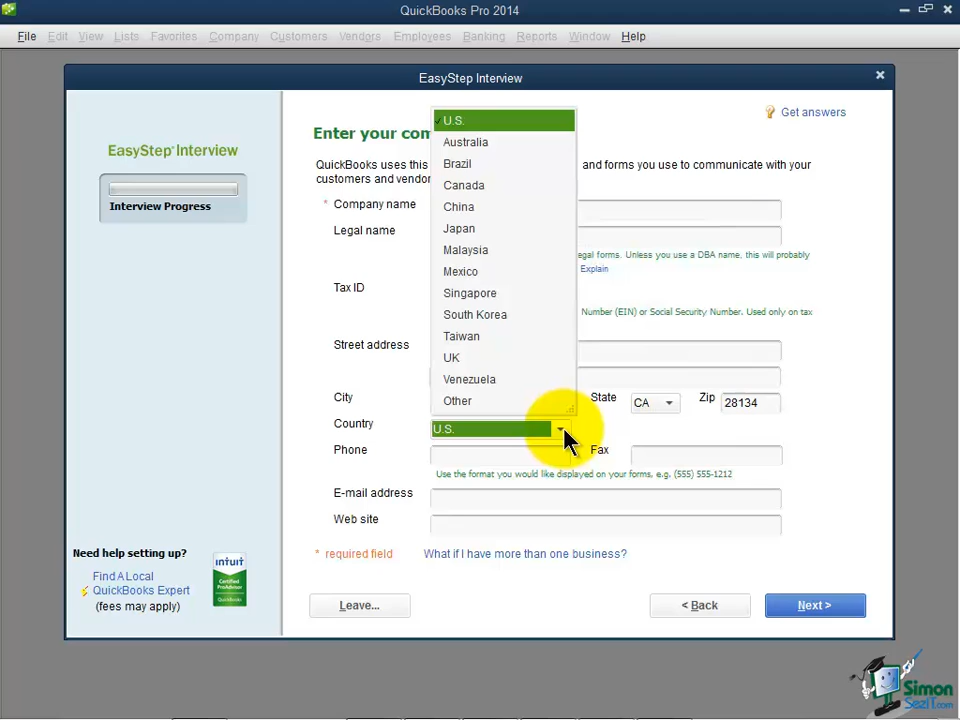 QuickBooks Pro 2014
File Edit View Lists Favorites Company Customers Vendors Employees Banking Reports Window Help
EasyStep Interview
Get answers
EasyStep Interview
Interview Progress
Enter your com
QuickBooks uses this and forms you use to communicate with your
customers and vendor
* Company name
Legal name
egal forms. Unless you use a DBA name, this will probably
Explain
Tax ID
Number (EIN) or Social Security Number. Used only on tax
Street address
City
State CA Zip 28134
Country U.S.
Phone
Fax
Use the format you would like displayed on your forms, e.g. (555) 555-1212
E-mail address
Web site
* required field What if I have more than one business?
U.S.
Australia
Brazil
Canada
China
Japan
Malaysia
Mexico
Singapore
South Korea
Taiwan
UK
Venezuela
Other
Need help setting up?
Find A Local
QuickBooks Expert
(fees may apply)
intuit
Certified
ProAdvisor
QuickBooks
Leave... < Back Next >
Simon
SezIT.com